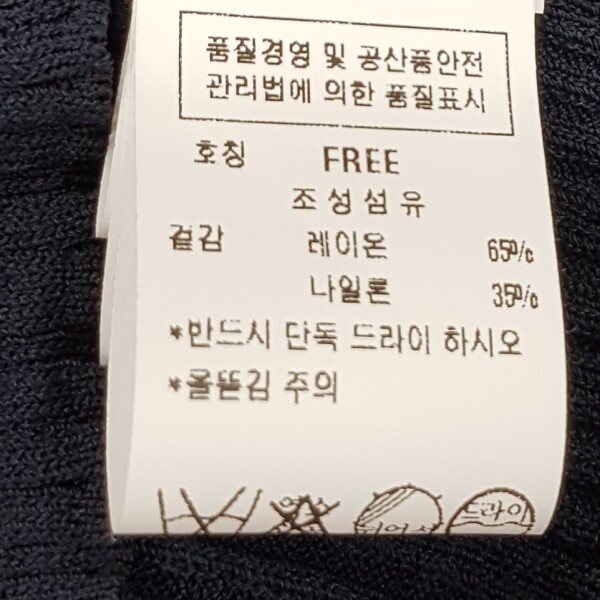 품질경영 및 공산품안전
관리법에 의한 품질표시
호칭 FREE
조성섬유
겉감 레이온 65%
나일론 35%
*반드시 단독 드라이 하시오
*올뜯김 주의
드라이